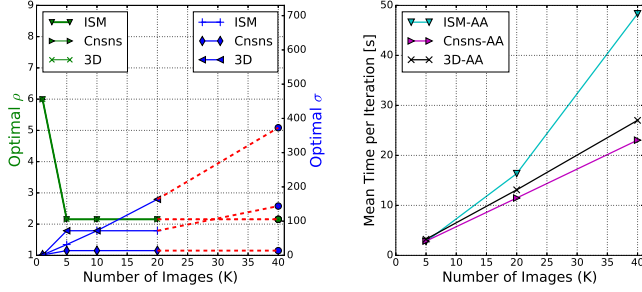 9
8
7
6
5
4
3
2
1
Optimal ρ
ISM
Cnsns
3D
ISM
Cnsns
3D
700
600
500
400
300
200
100
0
Optimal σ
0 5 10 15 20 25 30 35 40
Number of Images (K)
50
40
30
20
10
0
Mean Time per Iteration [s]
ISM-AA
Cnsns-AA
3D-AA
0 5 10 15 20 25 30 35 40
Number of Images (K)